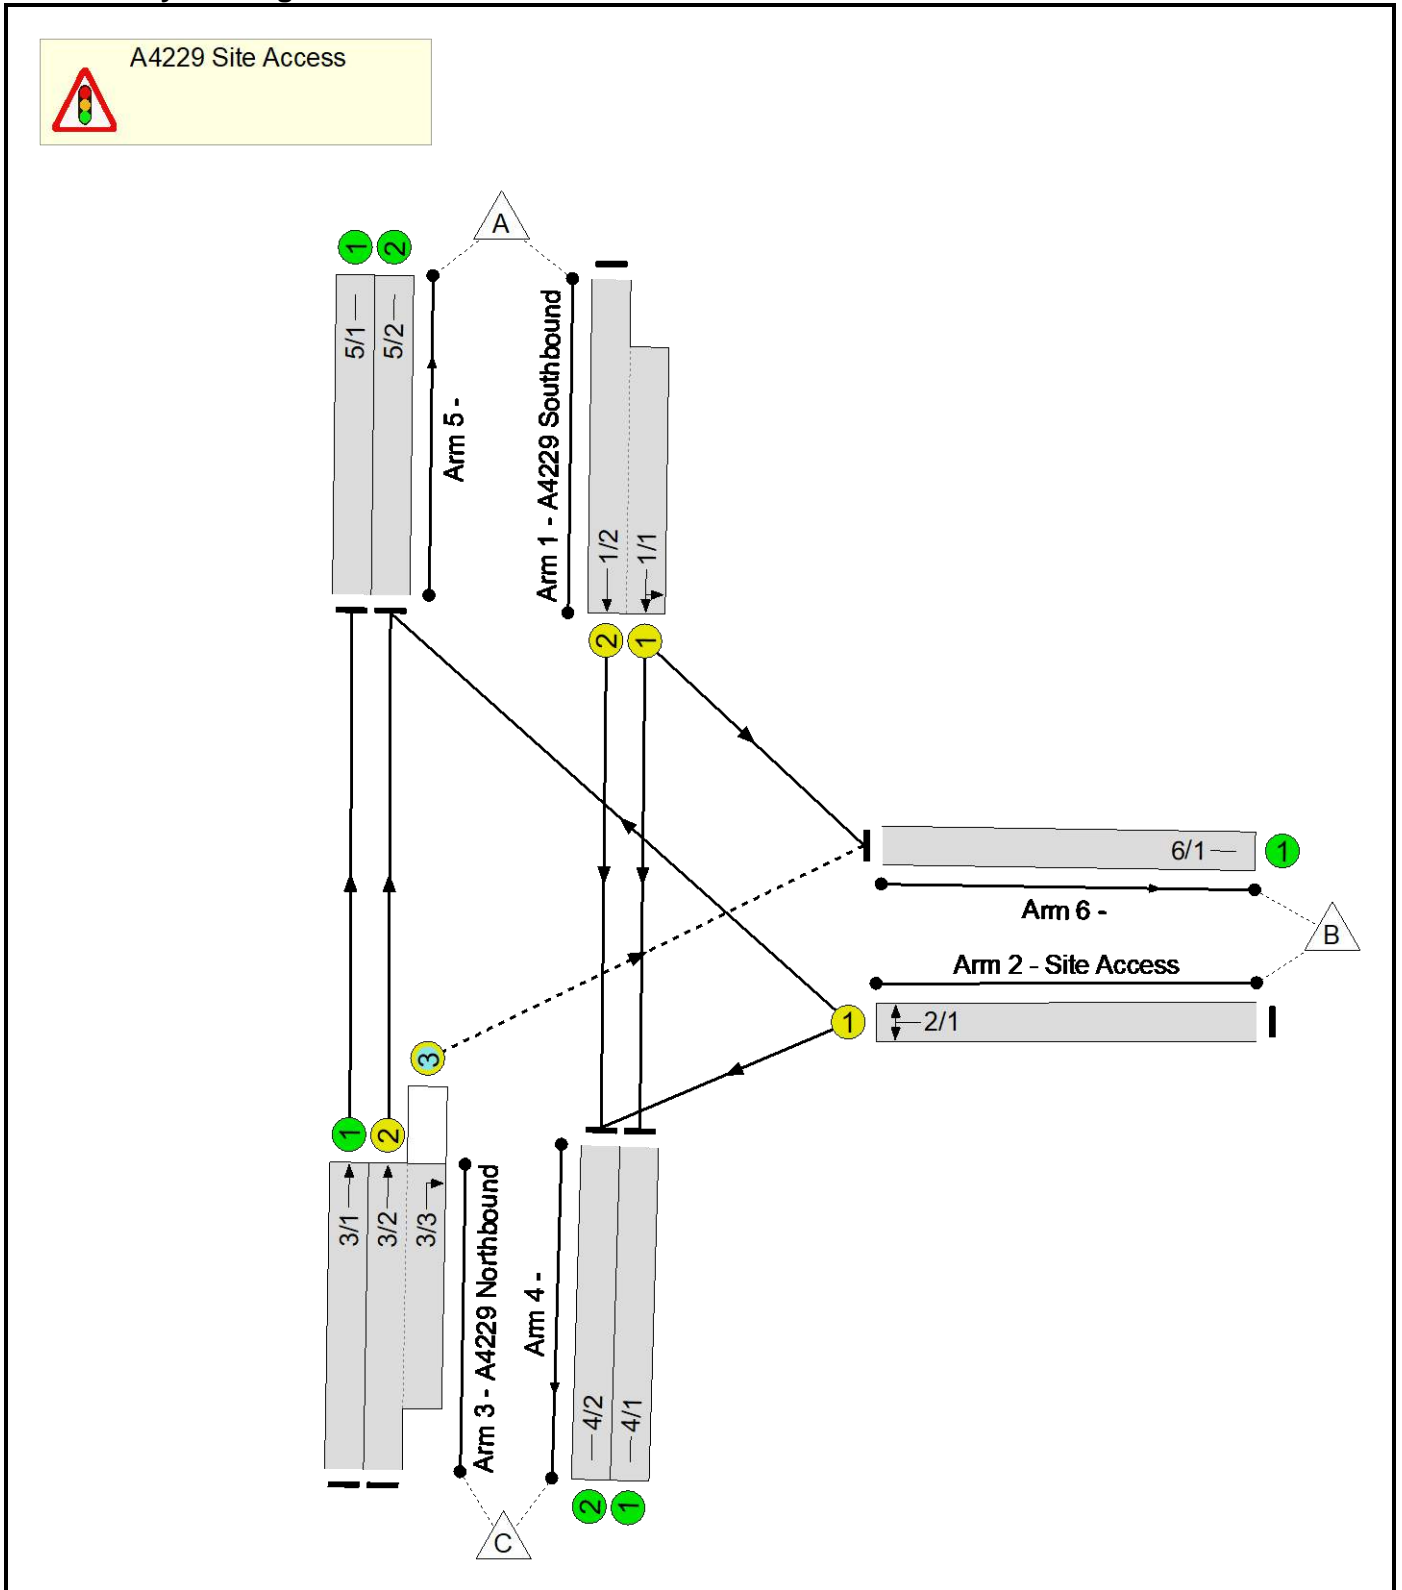 A4229 Site Access
A
1
2
5/1
5/2
Arm 5 -
Arm 1 - A4229 Southbound
1/2
1/1
2
1
6/1
1
Arm 6 -
B
Arm 2 - Site Access
1
2/1
3
1
2
3/1
3/2
3/3
Arm 3 - A4229 Northbound
Arm 4 -
4/2
4/1
2
1
C